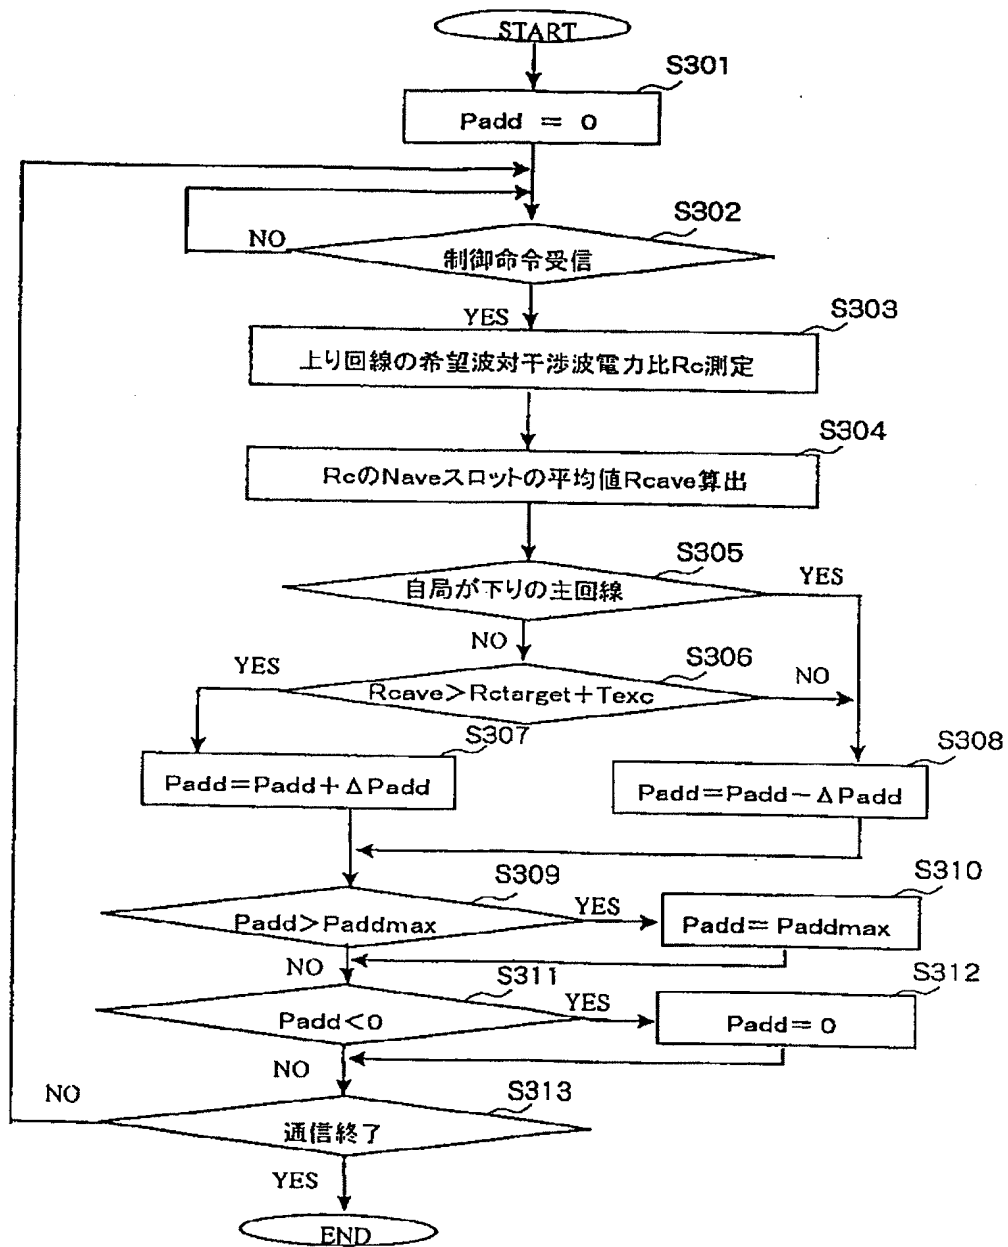 START
S301
Padd = 0
S302
NO
制御命令受信
YES
S303
上り回線の希望波対干渉波電力比Rc測定
S304
RcのNaveスロットの平均値Rcave算出
S305
自局が下りの主回線
YES
NO
S306
YES
NO
Rcave>Rctarget+Texc
S307
Padd=Padd+ΔPadd
S308
Padd=Padd-ΔPadd
S309
Padd>Paddmax
YES
S310
Padd=Paddmax
NO
S311
Padd<0
YES
S312
Padd=0
NO
NO
S313
通信終了
YES
END